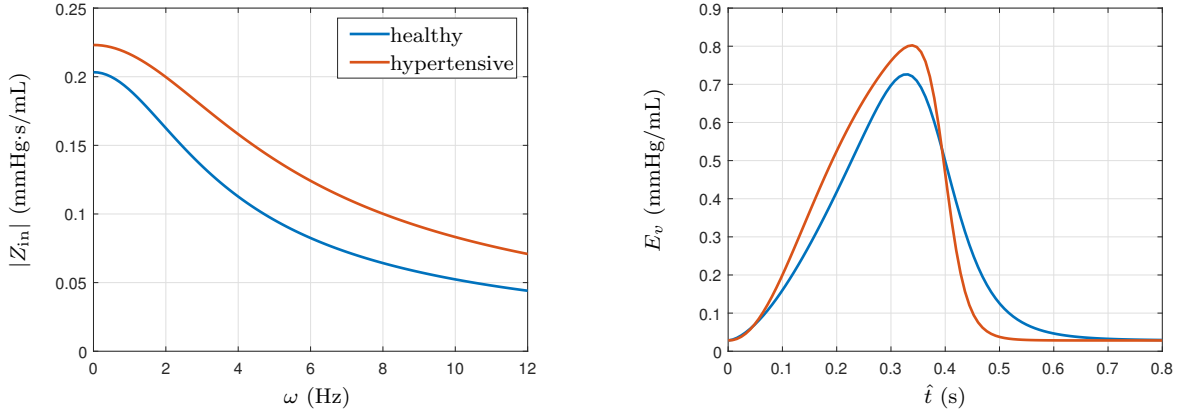 0.25
0.2
0.15
0.1
0.05
0
|Z_in| (mmHg·s/mL)
healthy
hypertensive
0 2 4 6 8 10 12
ω (Hz)
0.9
0.8
0.7
0.6
0.5
0.4
0.3
0.2
0.1
0
E_v (mmHg/mL)
0 0.1 0.2 0.3 0.4 0.5 0.6 0.7 0.8
t̂ (s)